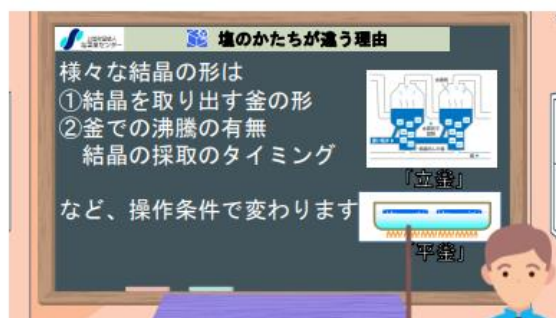 塩のかたちが違う理由
様々な結晶の形は
①結晶を取り出す釜の形
②釜での沸騰の有無
結晶の採取のタイミング
など、操作条件で変わります
「立釜」
「平釜」